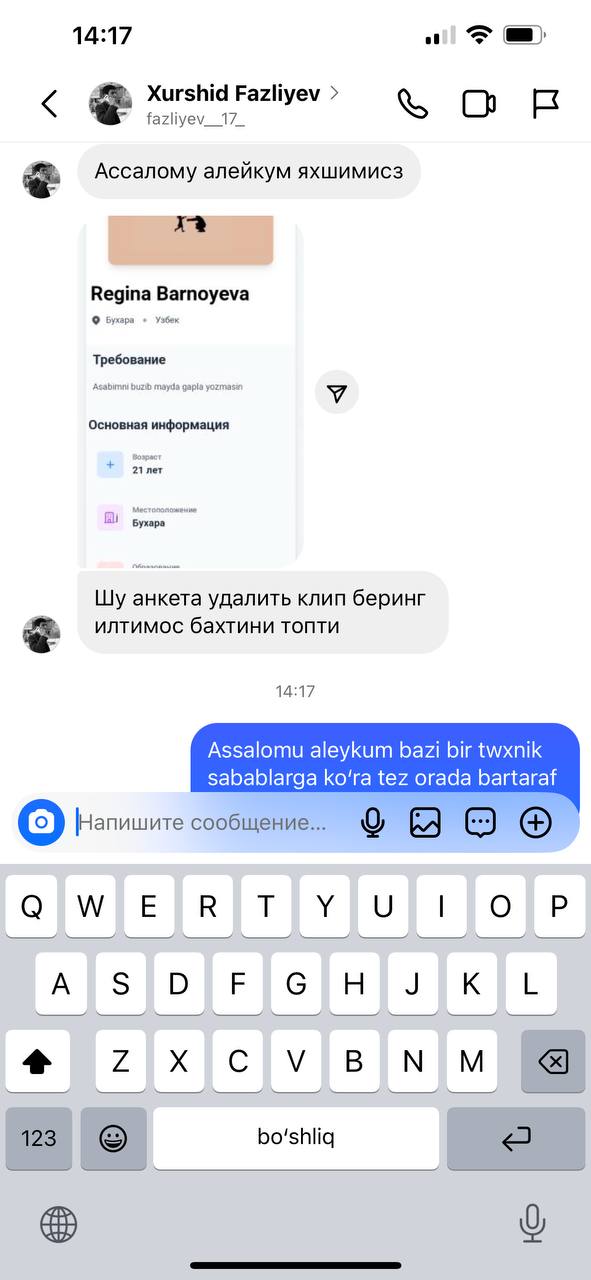 14:17
Xurshid Fazliyev
fazliyev__17_
Ассалому алейкум яхшимисз
Regina Barnoyeva
Бухара • Узбек
Требование
Asabimni buzib mayda gapla yozmasin
Основная информация
Возраст
21 лет
Местоположение
Бухара
Шу анкета удалить клип беринг
илтимос бахтини топти
14:17
Assalomu aleykum bazi bir twxnik
sabablarga koʻra tez orada bartaraf
Напишите сообщение...
Q W E R T Y U I O P
A S D F G H J K L
Z X C V B N M
123 boʻshliq